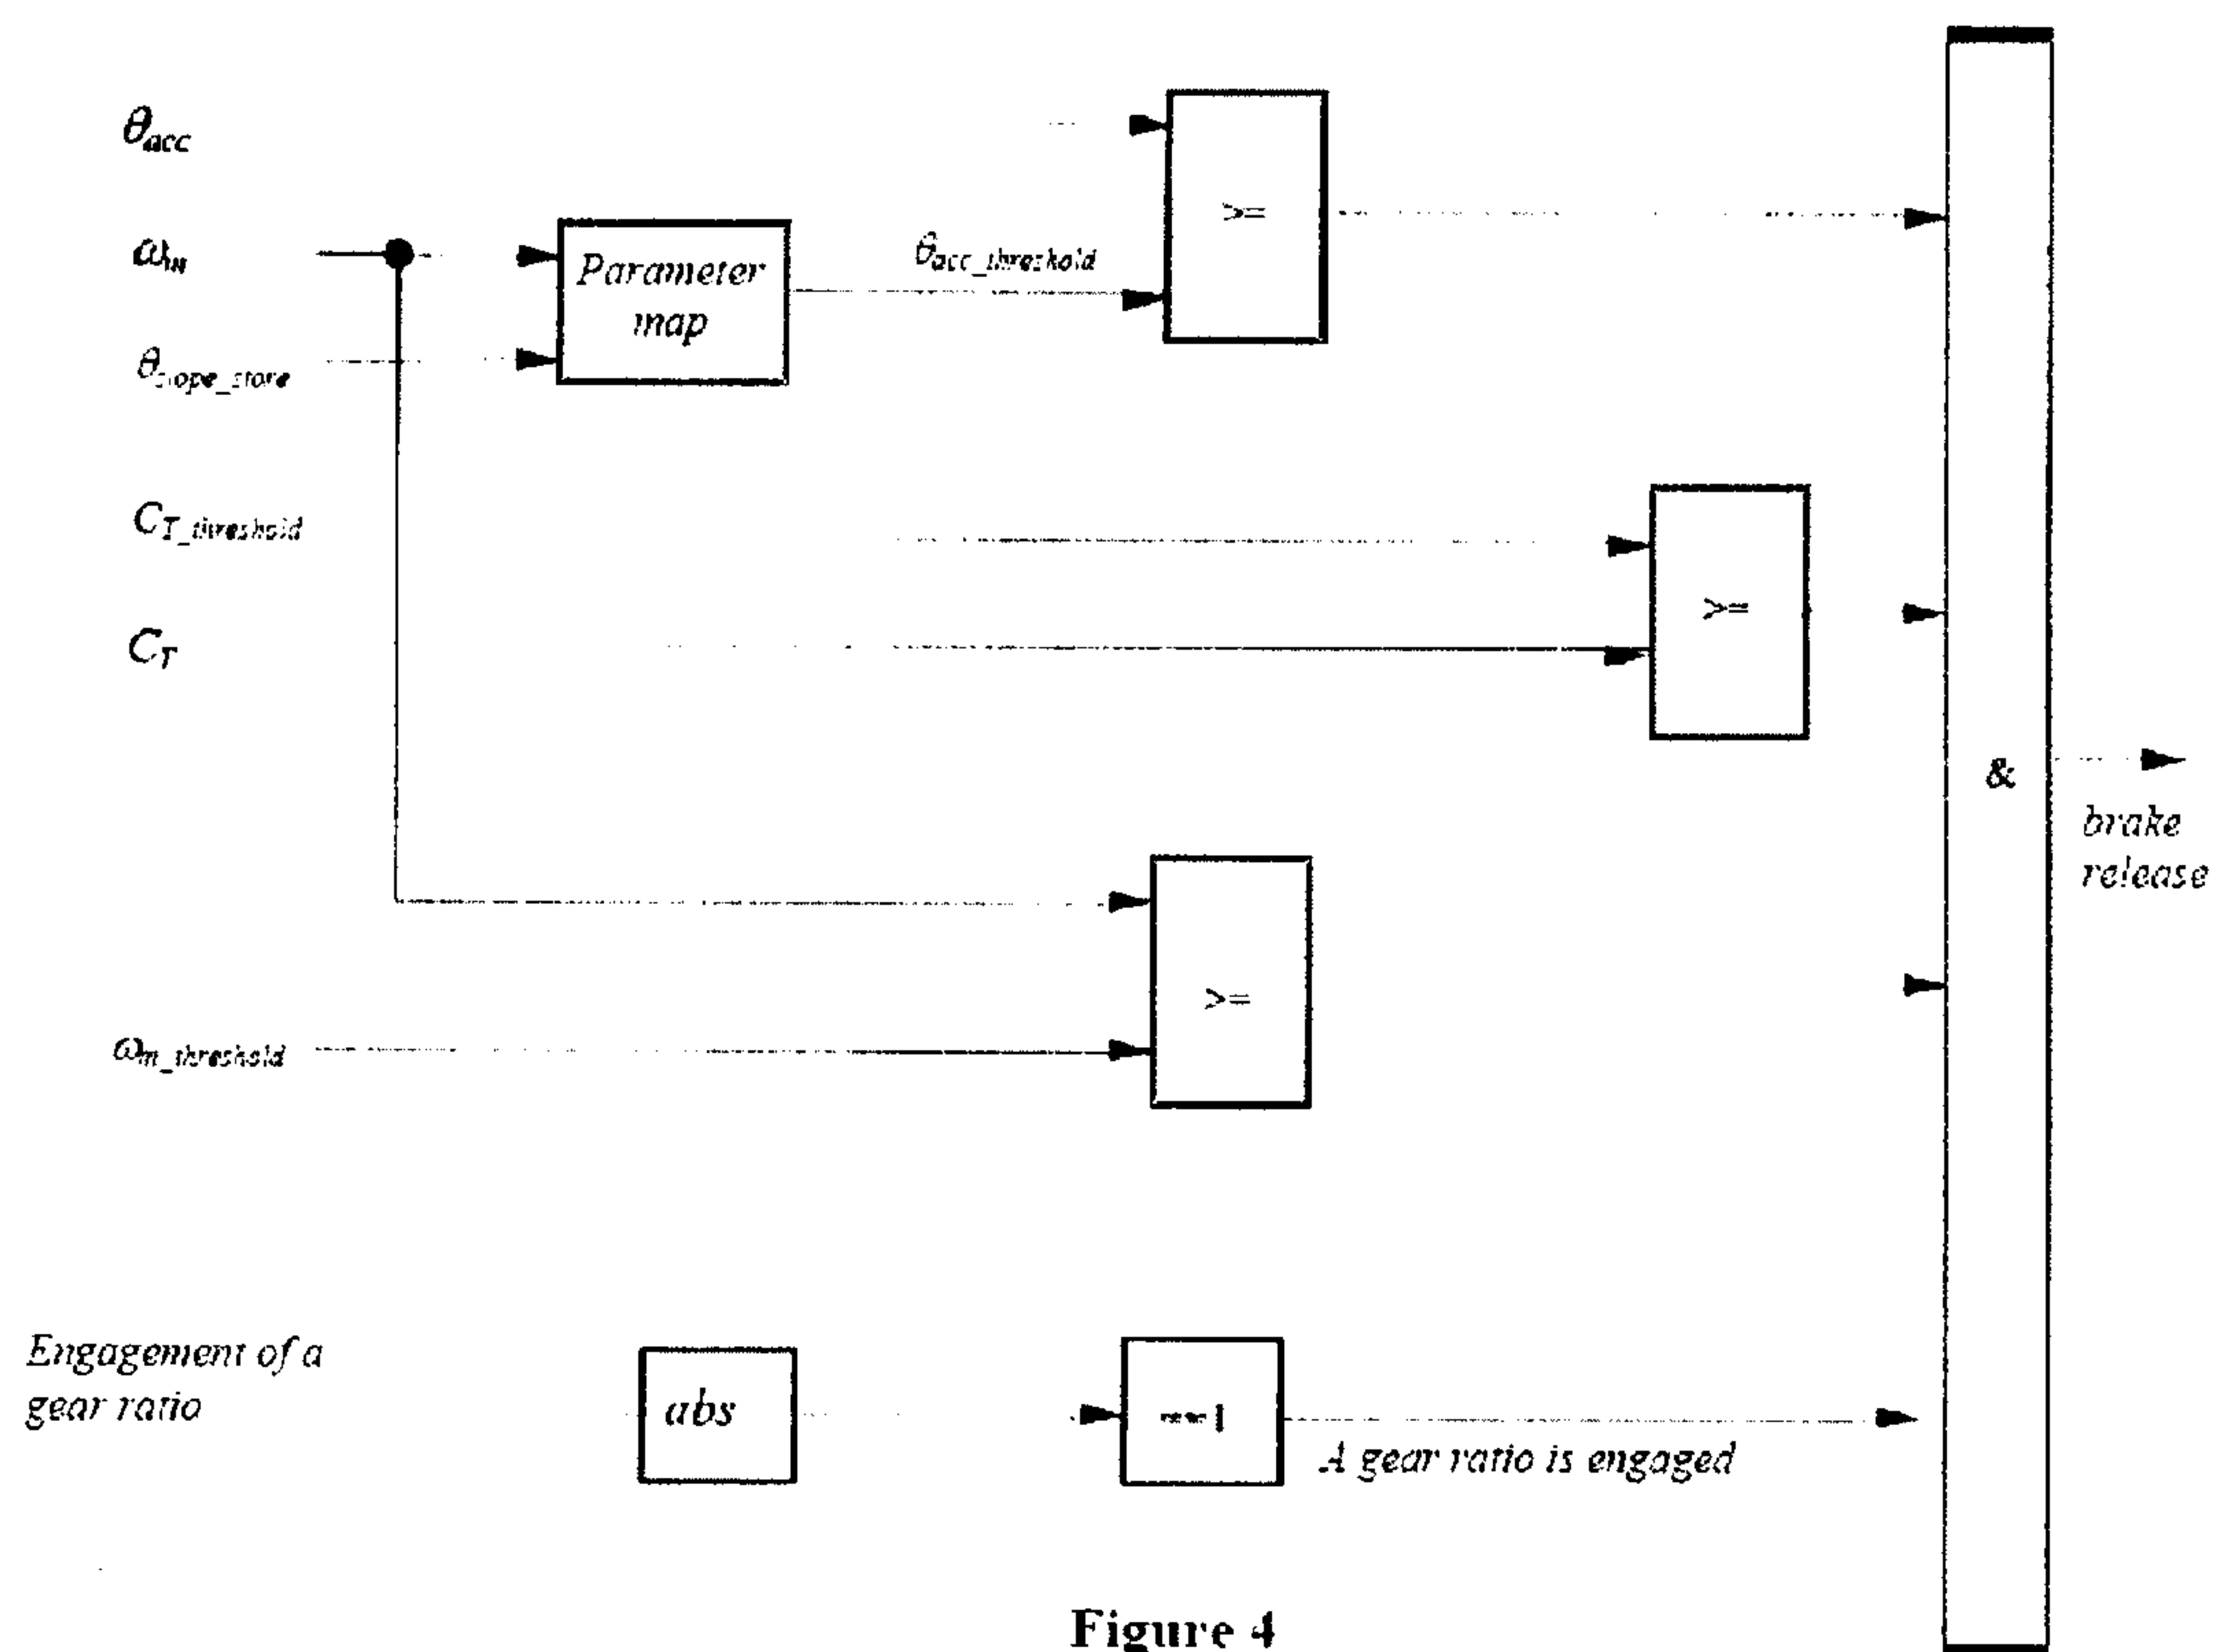 θacc
>=
ωm
Parameter
map
θacc_threshold
θslope_store
CT_threshold
>=
CT
&
brake
release
>=
ωm_threshold
Engagement of a
gear ratio
abs
==1
A gear ratio is engaged
Figure 4